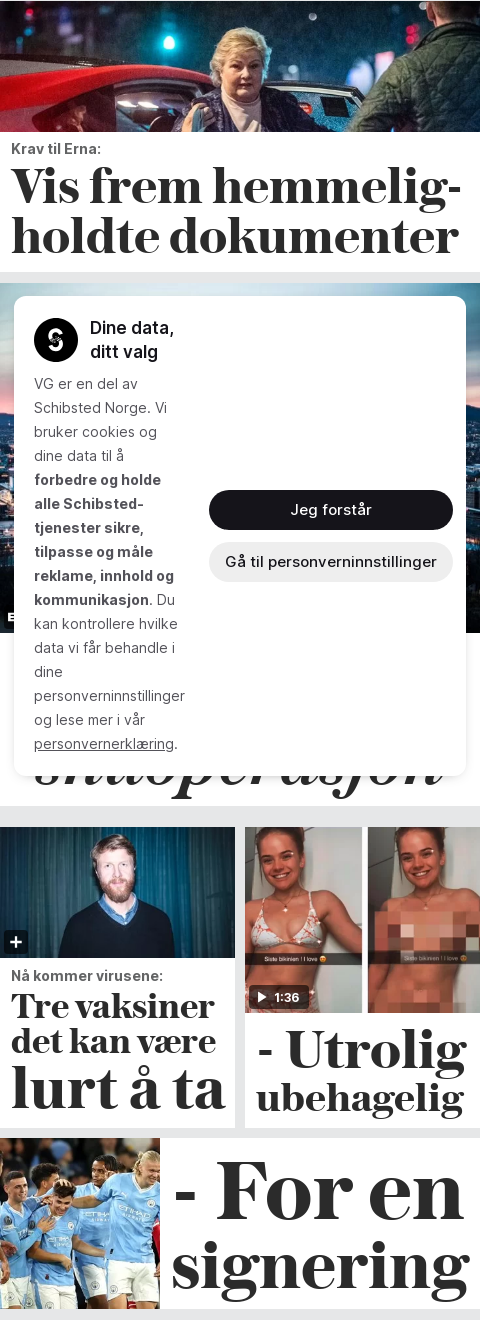 Krav til Erna:
Vis frem hemmelig-
holdte dokumenter
Dine data,
ditt valg
VG er en del av
Schibsted Norge. Vi
bruker cookies og
dine data til å
forbedre og holde
alle Schibsted-
tjenester sikre,
tilpasse og måle
reklame, innhold og
kommunikasjon. Du
kan kontrollere hvilke
data vi får behandle i
dine
personverninnstillinger
og lese mer i vår
personvernerklæring.
Jeg forstår
Gå til personverninnstillinger
Nå kommer virusene:
Tre vaksiner
det kan være
lurt å ta
Siste bikinien ! I love
Siste bikinien ! I love
1:36
- Utrolig
ubehagelig
- For en
signering